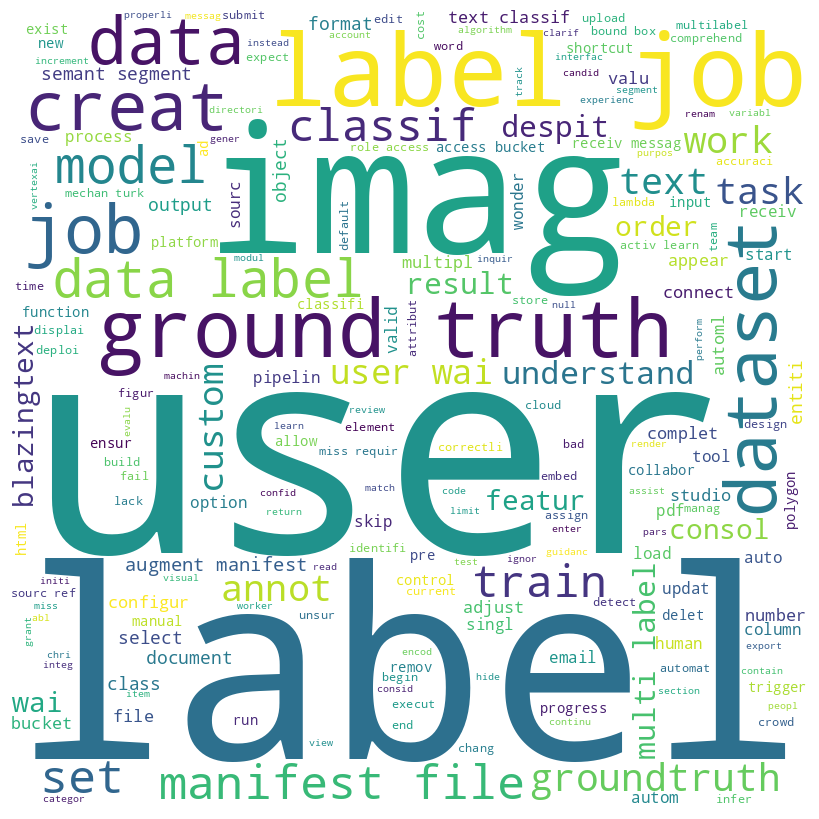 properli
messag
submit
format
edit
cost
text classif
algorithm
upload
clarif
bound box
multilabel
comprehend
exist
new
increment
data
account
instead
expect
label
job
word
interfac
shortcut
candid
valu
semant segment
track
segment
experienc
creat
directori
classif
despit
renam
variabl
save
process
gener
role access
access bucket
receiv messag
purpos
work
accuraci
model
ad
sourc
object
imag
wonder
text
task
vertexai
mechan turk
output
default
lambda
input
receiv
job
platform
order
activ learn
team
start
modul
inquir
appear
time
data label
multipl
result
connect
function
classifi
store
null
dataset
displai
deploi
ground truth
valid
attribut
perform
automl
entiti
blazingtext
custom
pipelin
user wai
understand
machin
figur
review
cloud
design
evalu
learn
element
ensur
allow
correctli
bad
complet
render
tool
build
fail
miss requir
user
collabor
confid
match
embed
lack
option
return
code
limit
featur
assist
studio
polygon
assign
pdf
manag
skip
enter
pars
consol
html
identifi
test
ignor
guidanc
augment manifest
pre
load
auto
initi
read
train
detect
sourc ref
visual
annot
control
current
updat
miss
abl
configur
worker
adjust
delet
number
grant
manual
unsur
singl
column
chri
integ
select
encod
hide
multi label
human
export
document
remov
consid
email
automat
contain
class
item
begin
section
trigger
wai
label
execut
progress
peopl
bucket
file
run
end
continu
crowd
view
chang
set
manifest file
groundtruth
categor
autom
infer